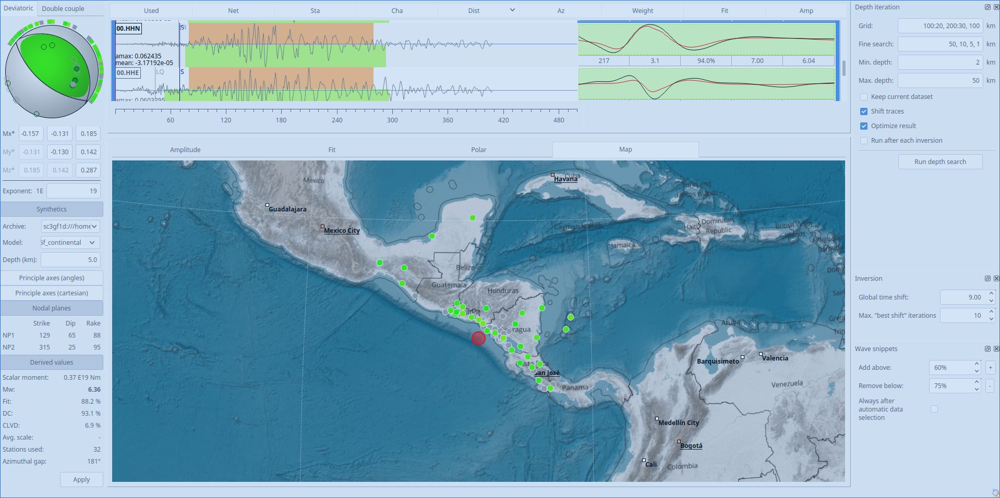 Deviatoric Double couple
Used Net Sta Cha Dist Az Weight Fit Amp
00.HHN
S
R
amax: 0.062435
mean: -3.17192e-05
217 3.1 94.0% 7.00 6.04
00.HHE
LQ
S
amax: 0.0603295
60 120 180 240 300 360 420 480
Mx* -0.157 -0.131 0.185
My* -0.131 -0.130 0.142
Mz* 0.185 0.142 0.287
Exponent: 1E 19
Synthetics
Archive: sc3gf1d:///home
Model: 5f_continental
Depth (km): 5.0
Principle axes (angles)
Principle axes (cartesian)
Nodal planes
Strike Dip Rake
NP1 129 65 88
NP2 315 25 95
Derived values
Scalar moment: 0.37 E19 Nm
Mw: 6.36
Fit: 88.2 %
DC: 93.1 %
CLVD: 6.9 %
Avg. scale: -
Stations used: 32
Azimuthal gap: 181°
Apply
Amplitude Fit Polar Map
Mexico
Havana
Cuba
Turks and
Caicos Islands
Guadalajara
Mexico City
Cayman Islands
Haiti
Dominican
Republic
British Virgin
Islands
Jamaica
Belize
Guatemala
Honduras
San José
Panama
Aruba
Barquisimeto
Valencia
Venezuela
Medellín City
Bogotá
Cali
Colombia
Depth iteration
Grid: 100:20, 200:30, 100 km
Fine search: 50, 10, 5, 1 km
Min. depth: 2 km
Max. depth: 50 km
Keep current dataset
Shift traces
Optimize result
Run after each inversion
Run depth search
Inversion
Global time shift: 9.00
Max. "best shift" iterations 10
Wave snippets
Add above: 60% +
Remove below: 75% -
Always after
automatic data
selection